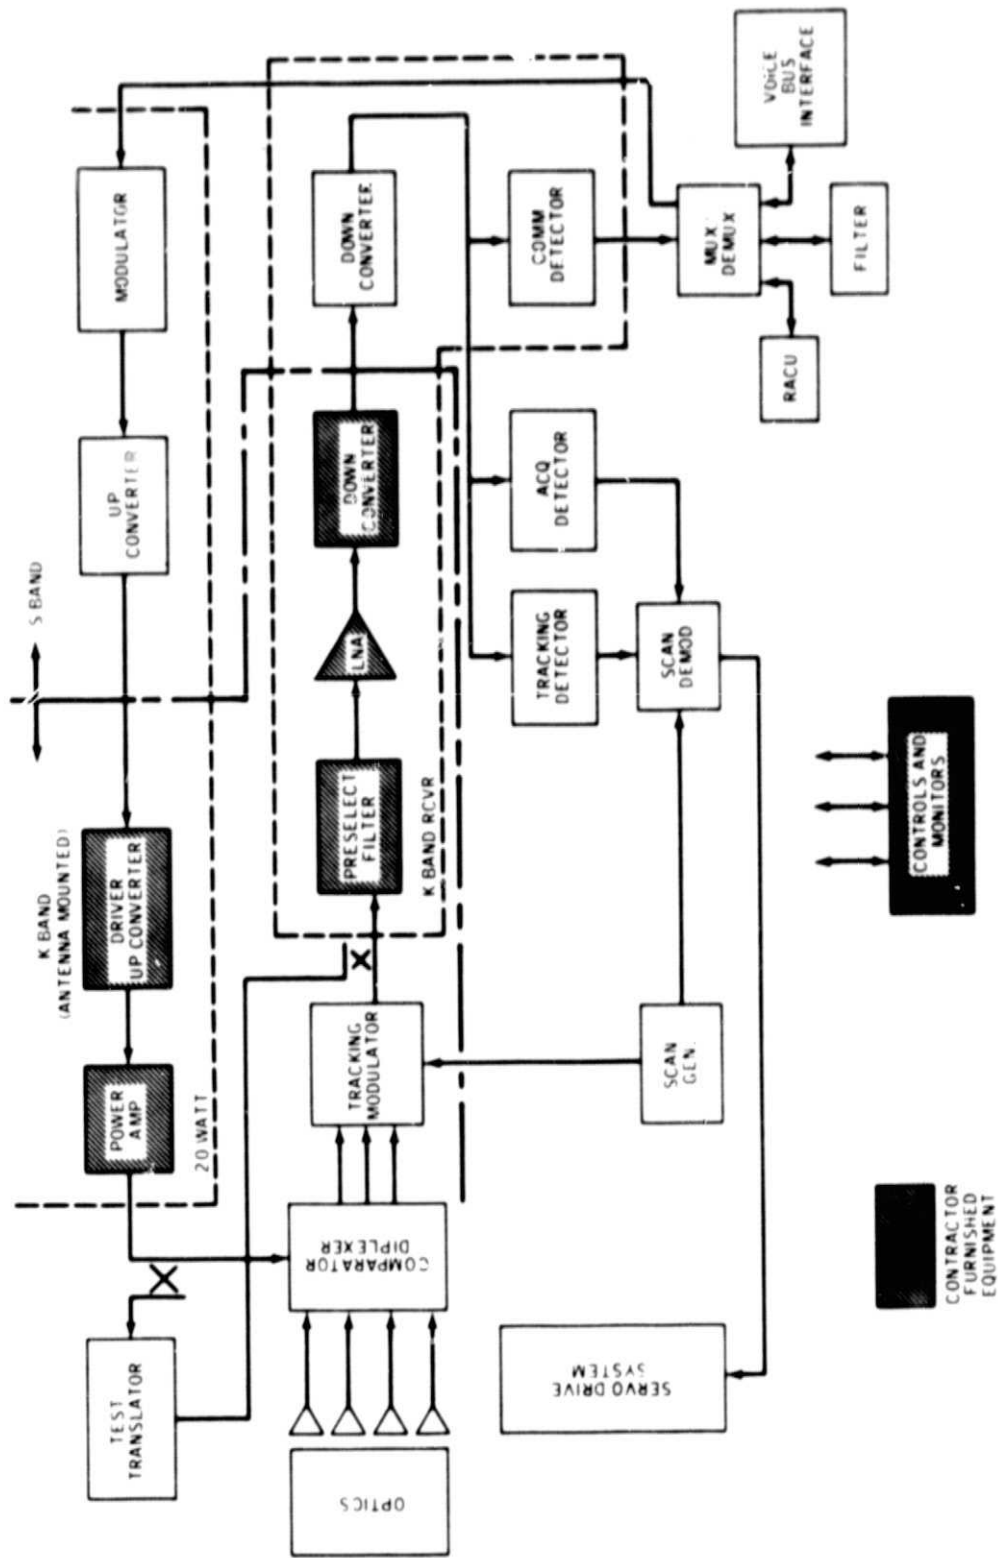 K BAND
(ANTENNA MOUNTED)
S BAND
TEST
TRANSLATOR
POWER
AMP
DRIVER
UP CONVERTER
UP
CONVERTER
MODULATOR
20 WATT
OPTICS
COMPARATOR
DIPLEXER
TRACKING
MODULATOR
PRESELECT
FILTER
LNA
DOWN
CONVERTER
DOWN
CONVERTER
K BAND RCVR
SERVO DRIVE
SYSTEM
TRACKING
DETECTOR
ACQ
DETECTOR
COMM
DETECTOR
SCAN
GEN.
SCAN
DEMOD
MUX
DEMUX
RACU
FILTER
VOICE
BUS
INTERFACE
CONTRACTOR
FURNISHED
EQUIPMENT
CONTROLS AND
MONITORS